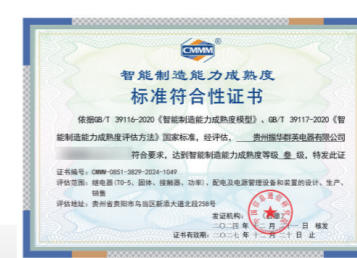 CMMM
智能制造能力成熟度
标准符合性证书
依据GB/T 39116-2020《智能制造能力成熟度模型》、GB/T 39117-2020《智
能制造能力成熟度评估方法》国家标准，经评估，贵州振华群英电器有限公司
符合要求，达到智能制造能力成熟度等级 叁 级，特发此证
证书编号：CMMM-0851-3829-2024-1049
评估范围：继电器（TO-5、固体、接触器、功率）、配电及电源管理设备和装置的设计、生产、
销售
评估地址：贵州省贵阳市乌当区新添大道北段258号
发证机构：
二〇二四年 十二月 二十一日 核发
证书有效期：二〇二七年 十二月 二十日 止